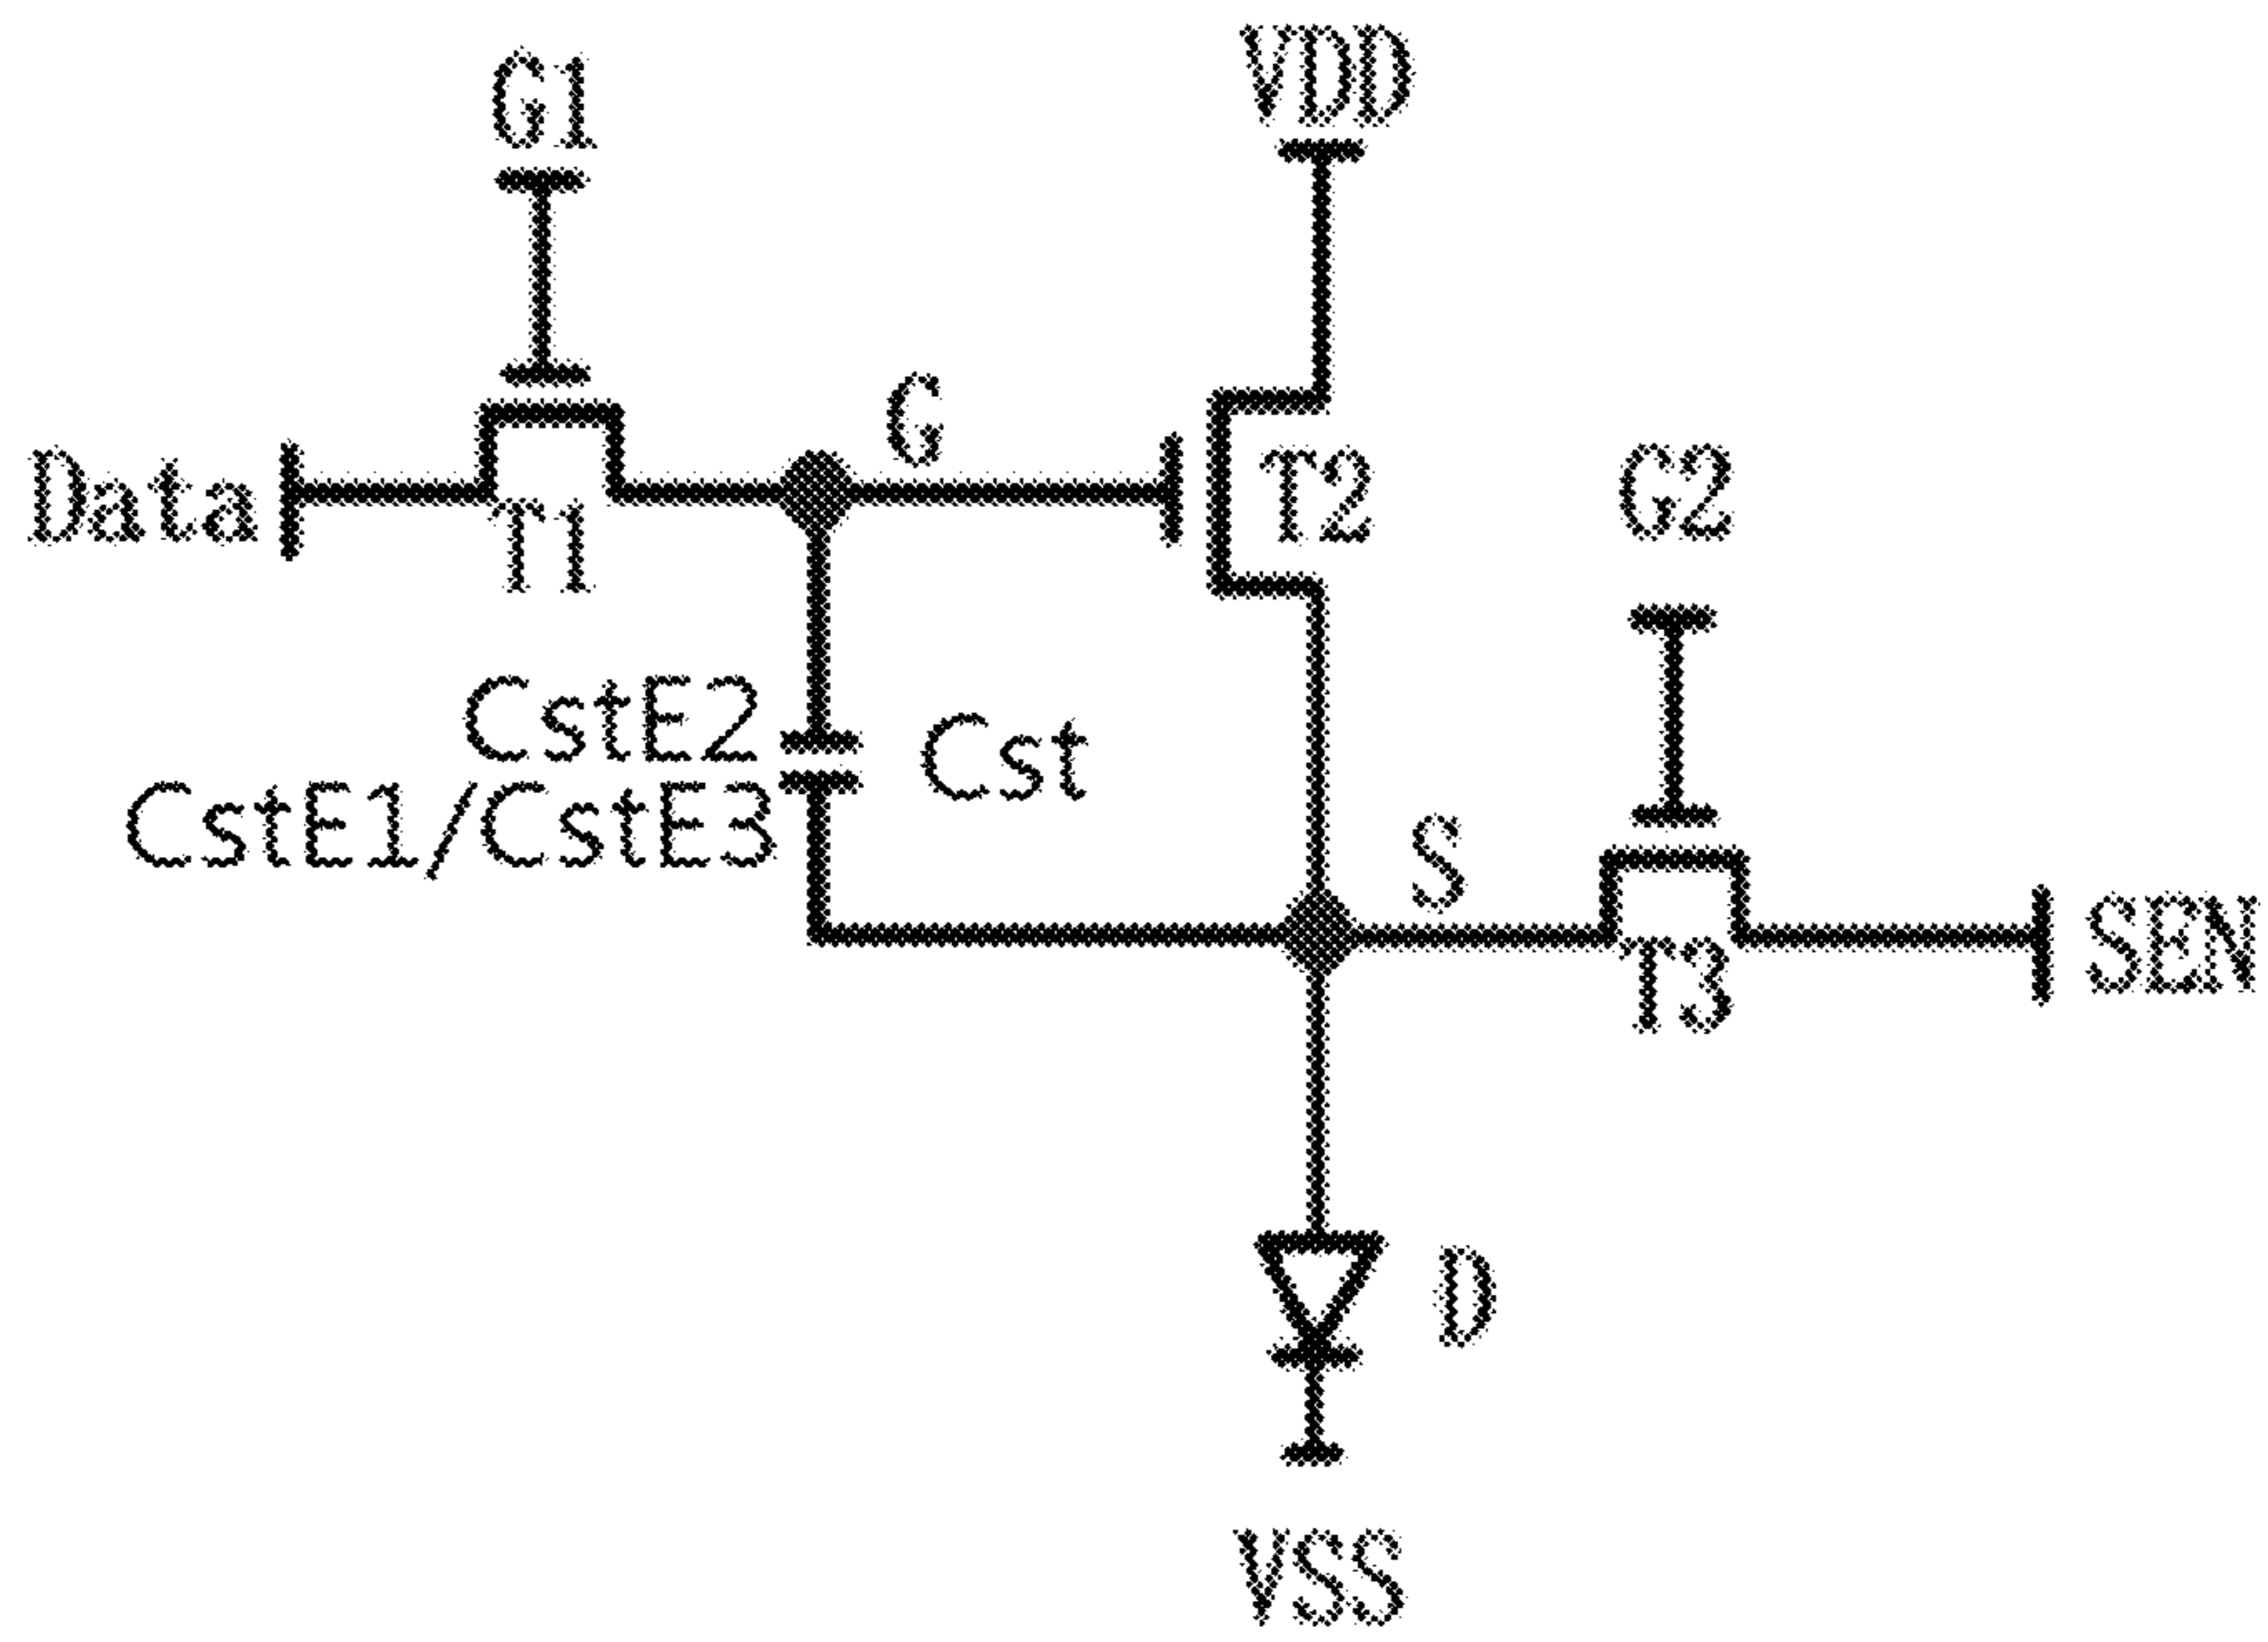 VDD
G1
G
Data
T1
T2
G2
CstE2
Cst
CstE1/CstE3
S
SEN
T3
D
VSS